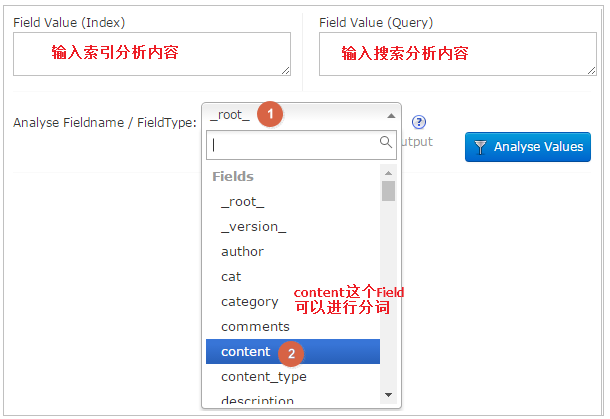 Field Value (Index)
Field Value (Query)
输入索引分析内容
输入搜索分析内容
Analyse Fieldname / FieldType:
_root_
1
?
utput
Analyse Values
Fields
_root_
_version_
author
cat
category
content这个Field
可以进行分词
comments
content
2
content_type
description